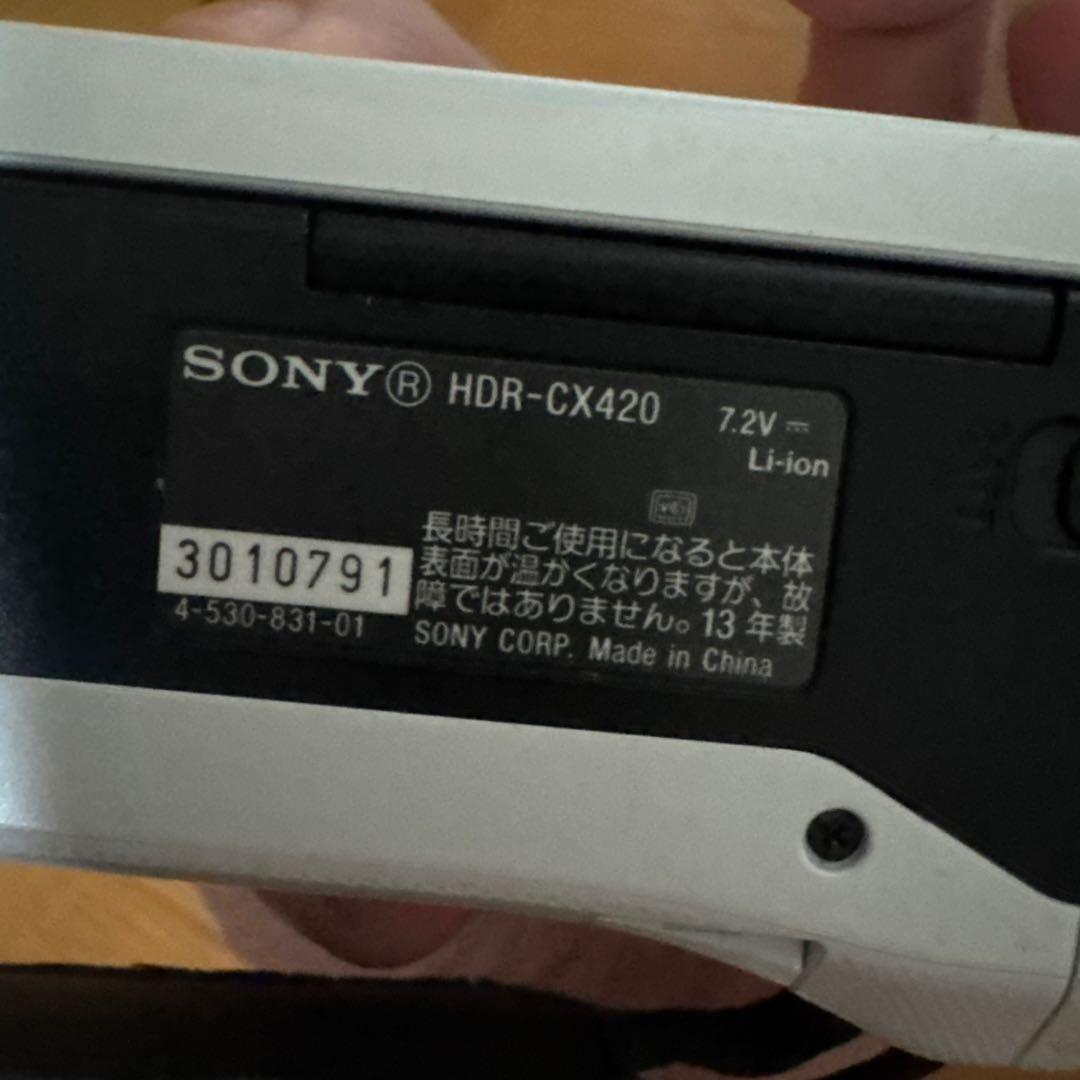 SONY® HDR-CX420
7.2V ⎓
Li-ion
3010791
4-530-831-01
長時間ご使用になると本体
表面が温かくなりますが、故
障ではありません。13年製
SONY CORP. Made in China